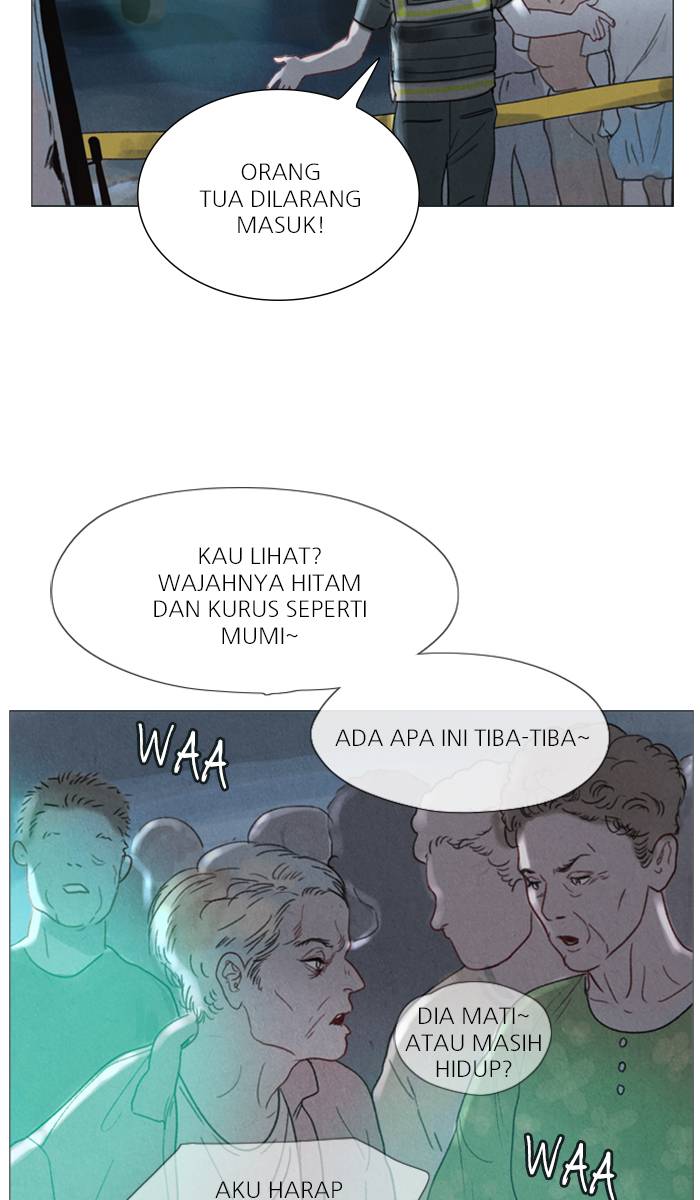 ORANG
TUA DILARANG
MASUK!
KAU LIHAT?
WAJAHNYA HITAM
DAN KURUS SEPERTI
MUMI~
ADA APA INI TIBA-TIBA~
WAA
DIA MATI~
ATAU MASIH
HIDUP?
WAA
AKU HARAP